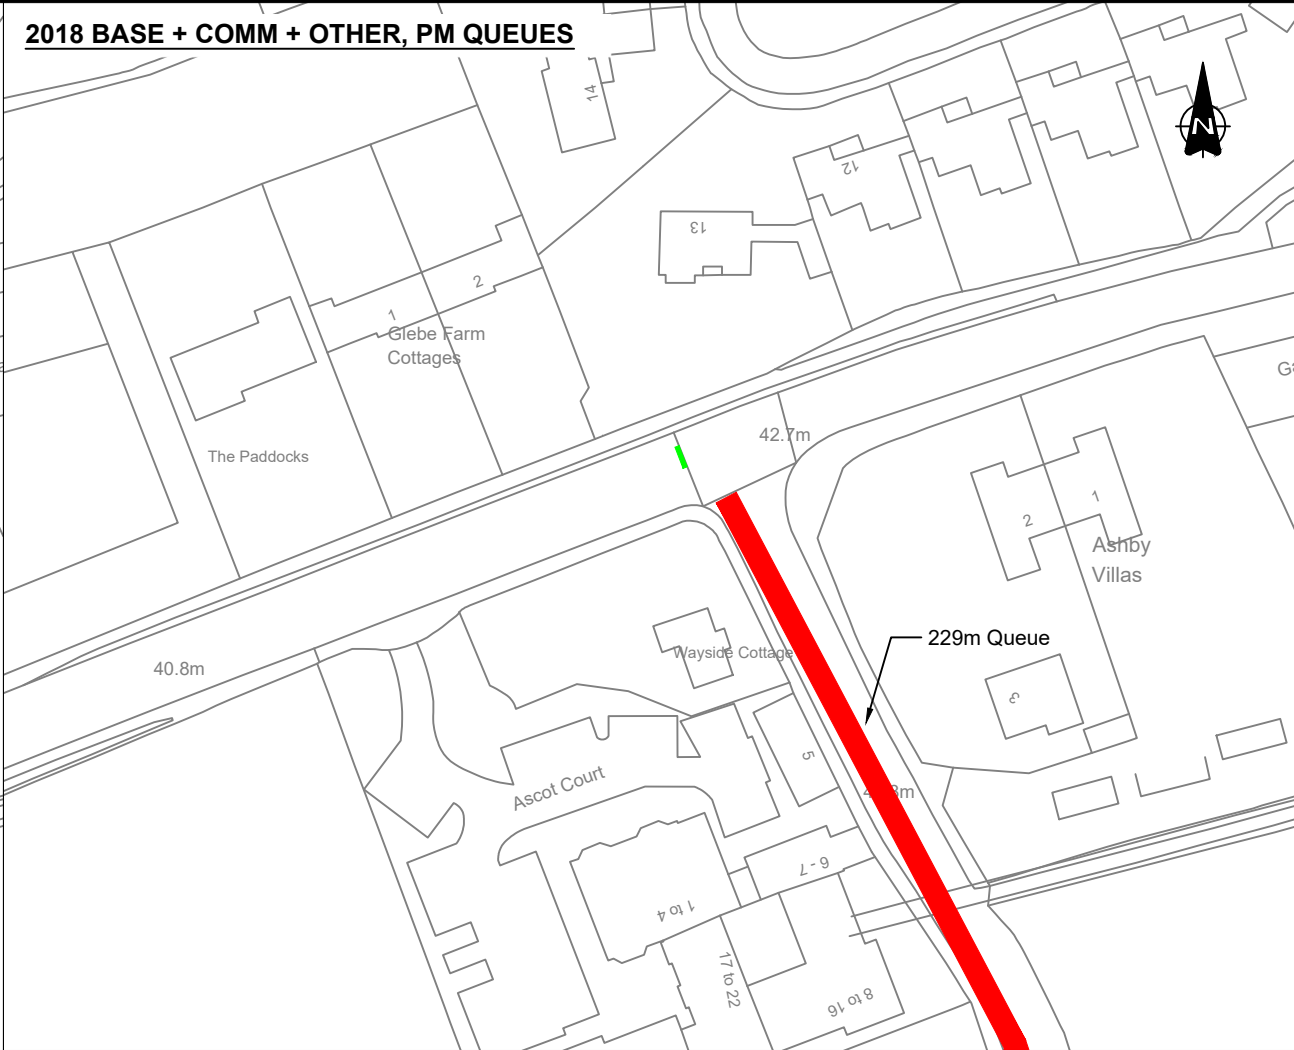 2018 BASE + COMM + OTHER, PM QUEUES
14
N
12
13
2
1
Glebe Farm
Cottages
The Paddocks
42.7m
1
2
Ashby
Villas
229m Queue
Wayside Cottage
40.8m
3
5
Ascot Court
6 - 7
1 to 4
17 to 22
8 to 16